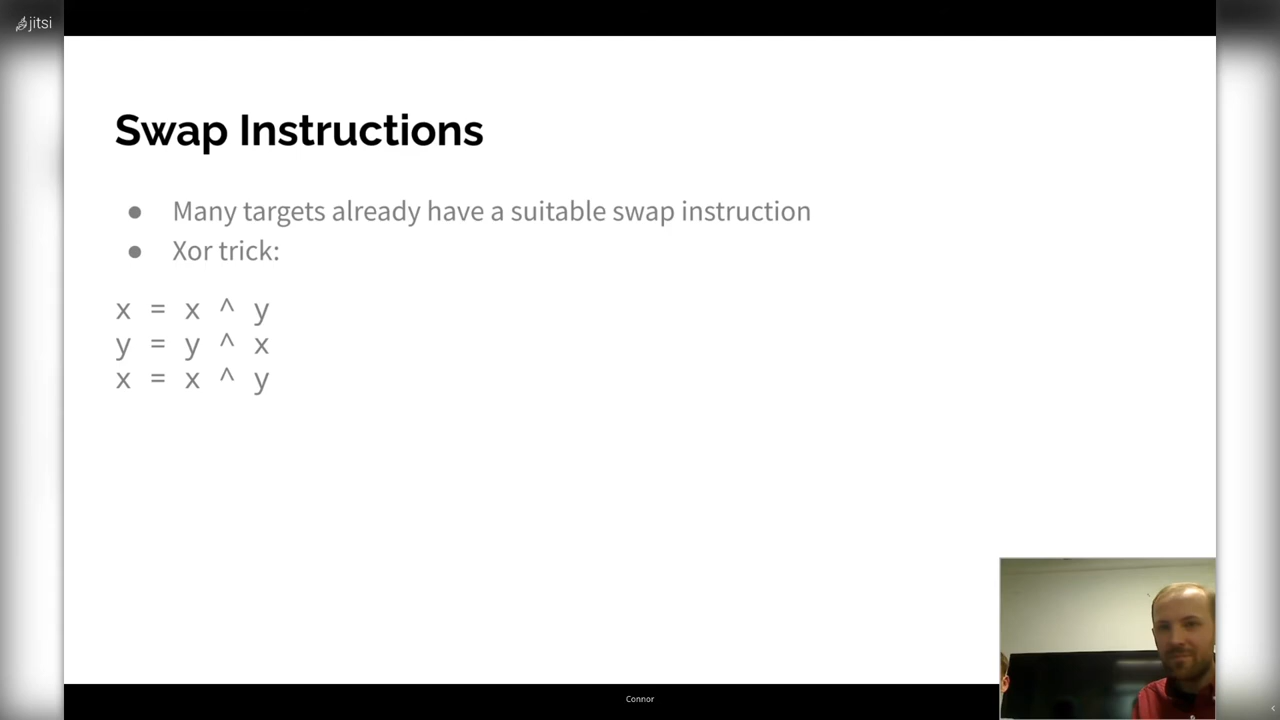 jitsi
Swap Instructions
● Many targets already have a suitable swap instruction
● Xor trick:
x = x ^ y
y = y ^ x
x = x ^ y
Connor